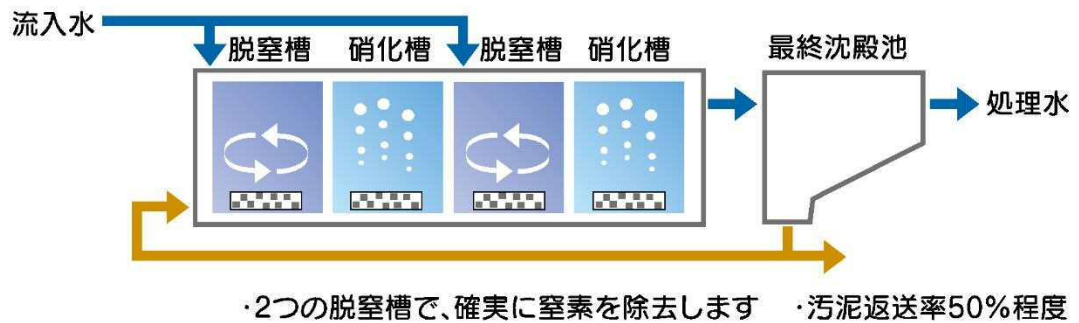 流入水
脱窒槽
硝化槽
脱窒槽
硝化槽
最終沈殿池
処理水
・2つの脱窒槽で、確実に窒素を除去します
・汚泥返送率50%程度